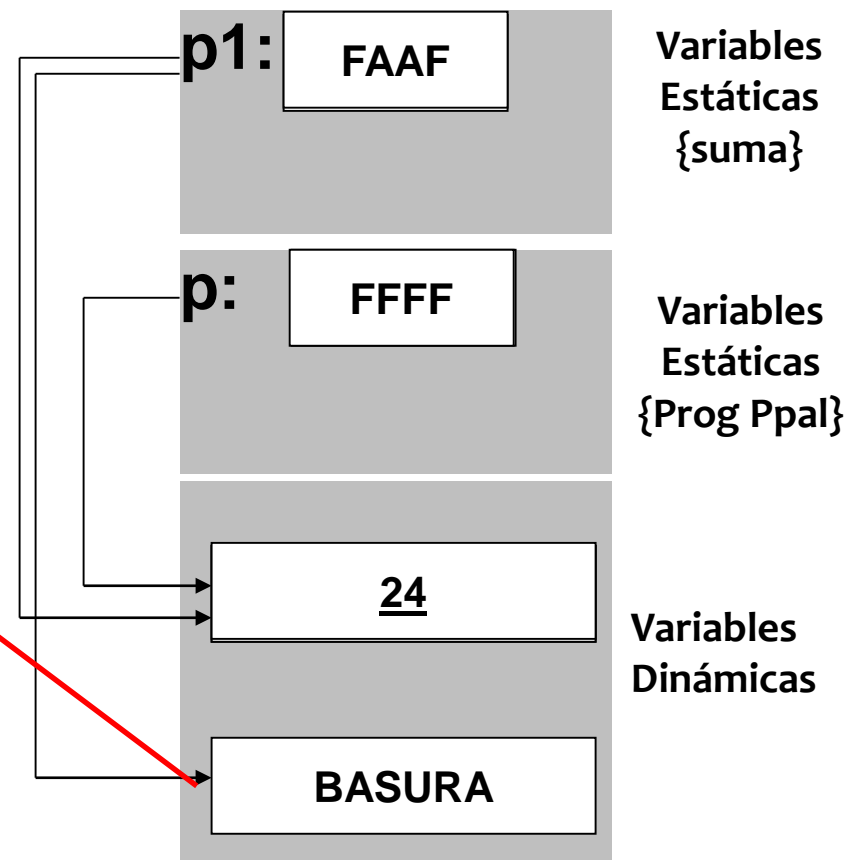 p1:
FAAF
Variables
Estáticas
{suma}
p:
FFFF
Variables
Estáticas
{Prog Ppal}
24
Variables
Dinámicas
BASURA